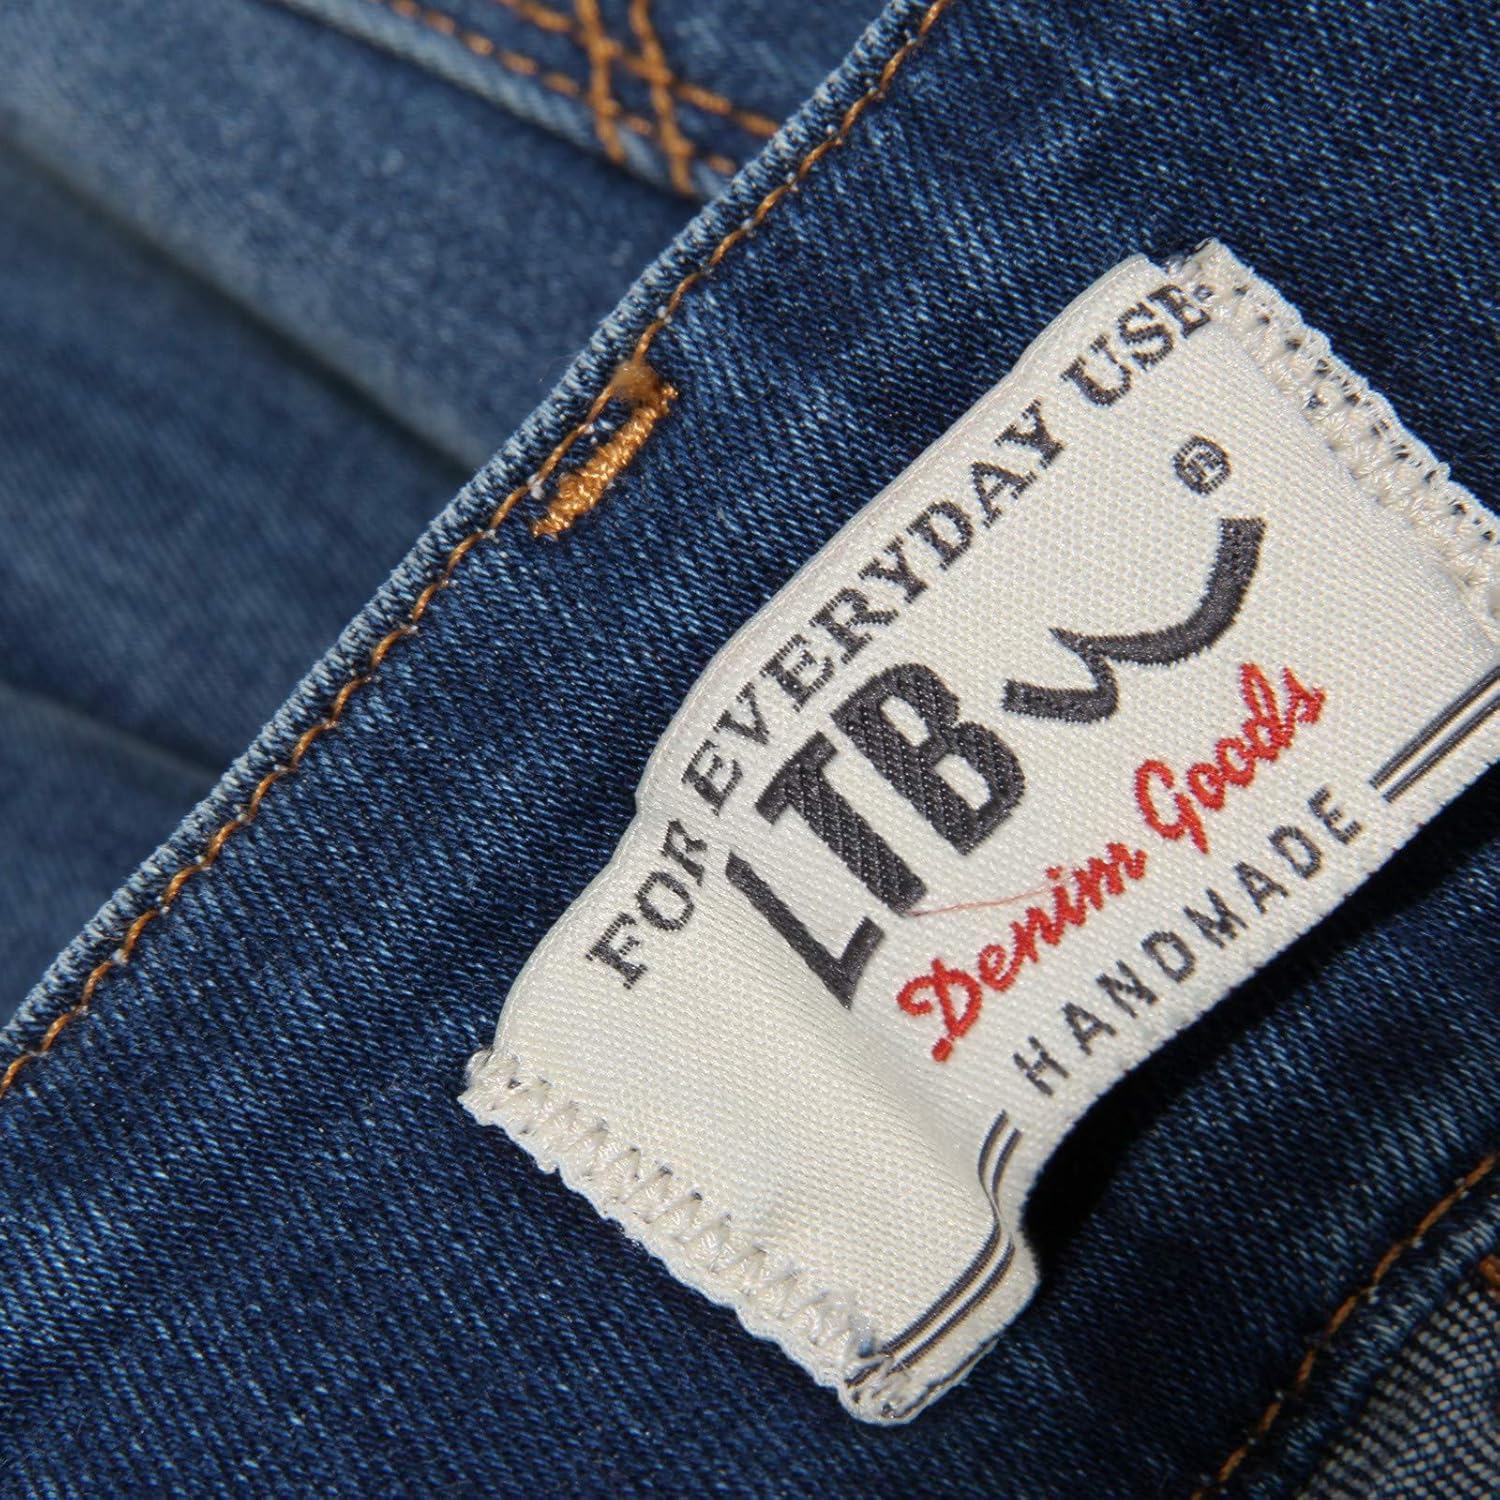 FOR EVERYDAY USE
LTB ®
Denim Goods
HANDMADE